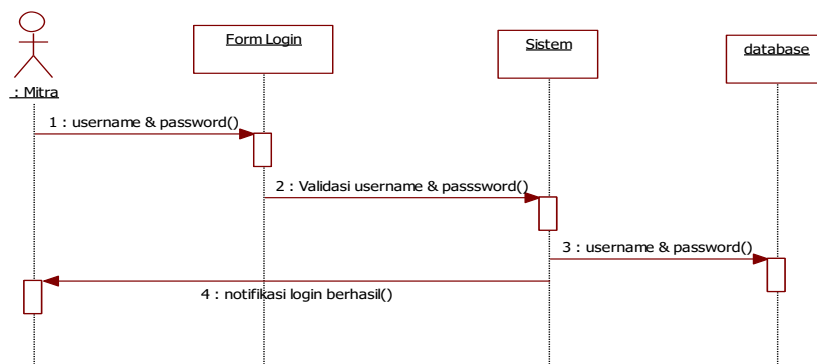 Form Login
Sistem
database
: Mitra
1 : username & password()
2 : Validasi username & passsword()
3 : username & password()
4 : notifikasi login berhasil()